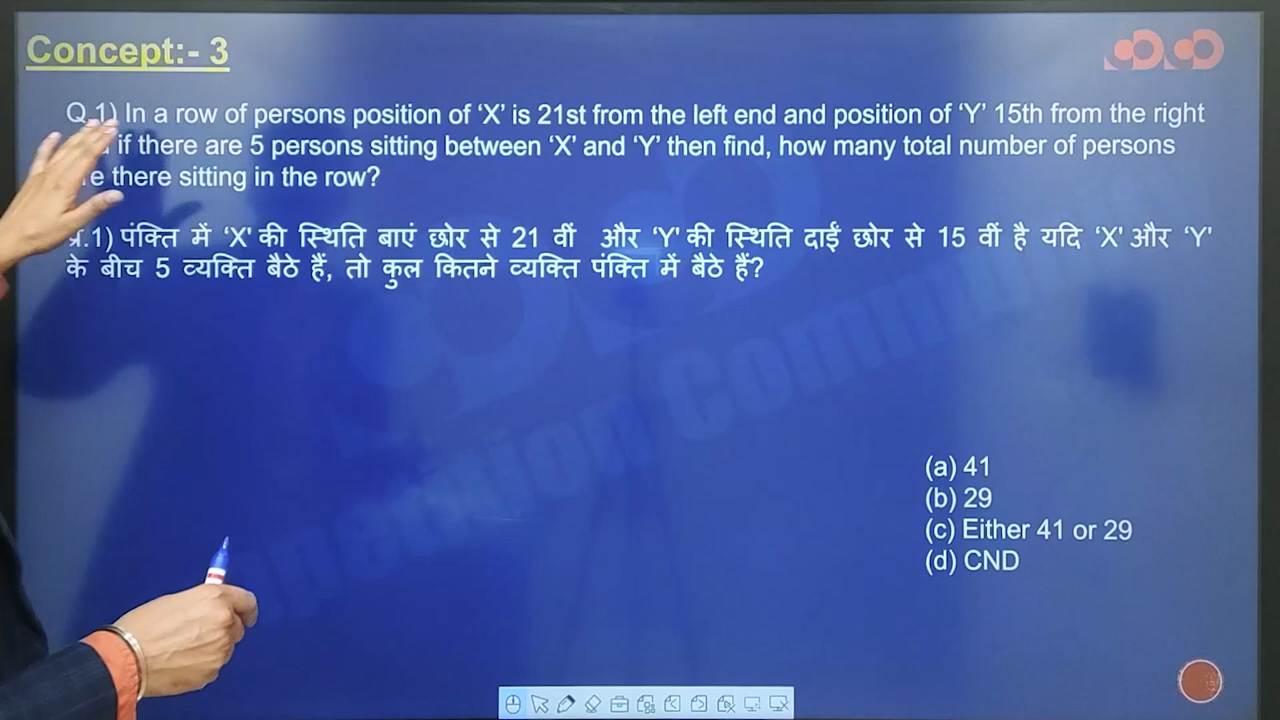 Concept:- 3
Q.1) In a row of persons position of ‘X’ is 21st from the left end and position of ‘Y’ 15th from the right
if there are 5 persons sitting between ‘X’ and ‘Y’ then find, how many total number of persons
there sitting in the row?
प्र.1) पंक्ति में ‘X' की स्थिति बाएं छोर से 21 वीं और ‘Y' की स्थिति दाईं छोर से 15 वीं है यदि ‘X' और ‘Y'
के बीच 5 व्यक्ति बैठे हैं, तो कुल कितने व्यक्ति पंक्ति में बैठे हैं?
(a) 41
(b) 29
(c) Either 41 or 29
(d) CND